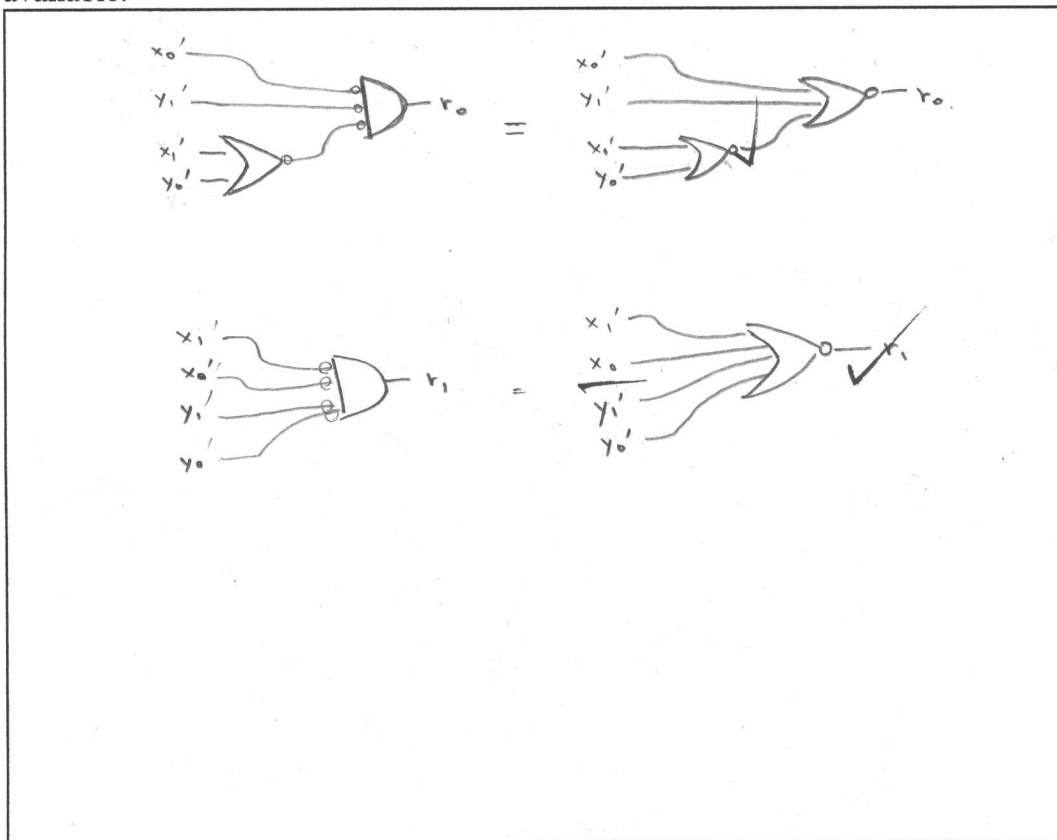 x₀' x₀'
y₁' r₀ = y₁' r₀.
x₁' x₁'
y₀' y₀'
x₁' x₁'
x₀' r₁ = x₀ r₁
y₁' y₁'
y₀' y₀'